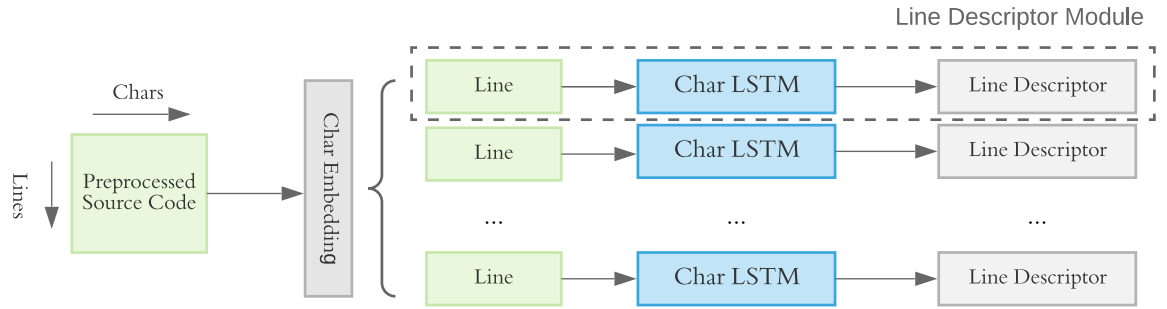 Line Descriptor Module
Chars
Lines
Preprocessed
Source Code
Char Embedding
Line
Char LSTM
Line Descriptor
Line
Char LSTM
Line Descriptor
...
...
...
Line
Char LSTM
Line Descriptor